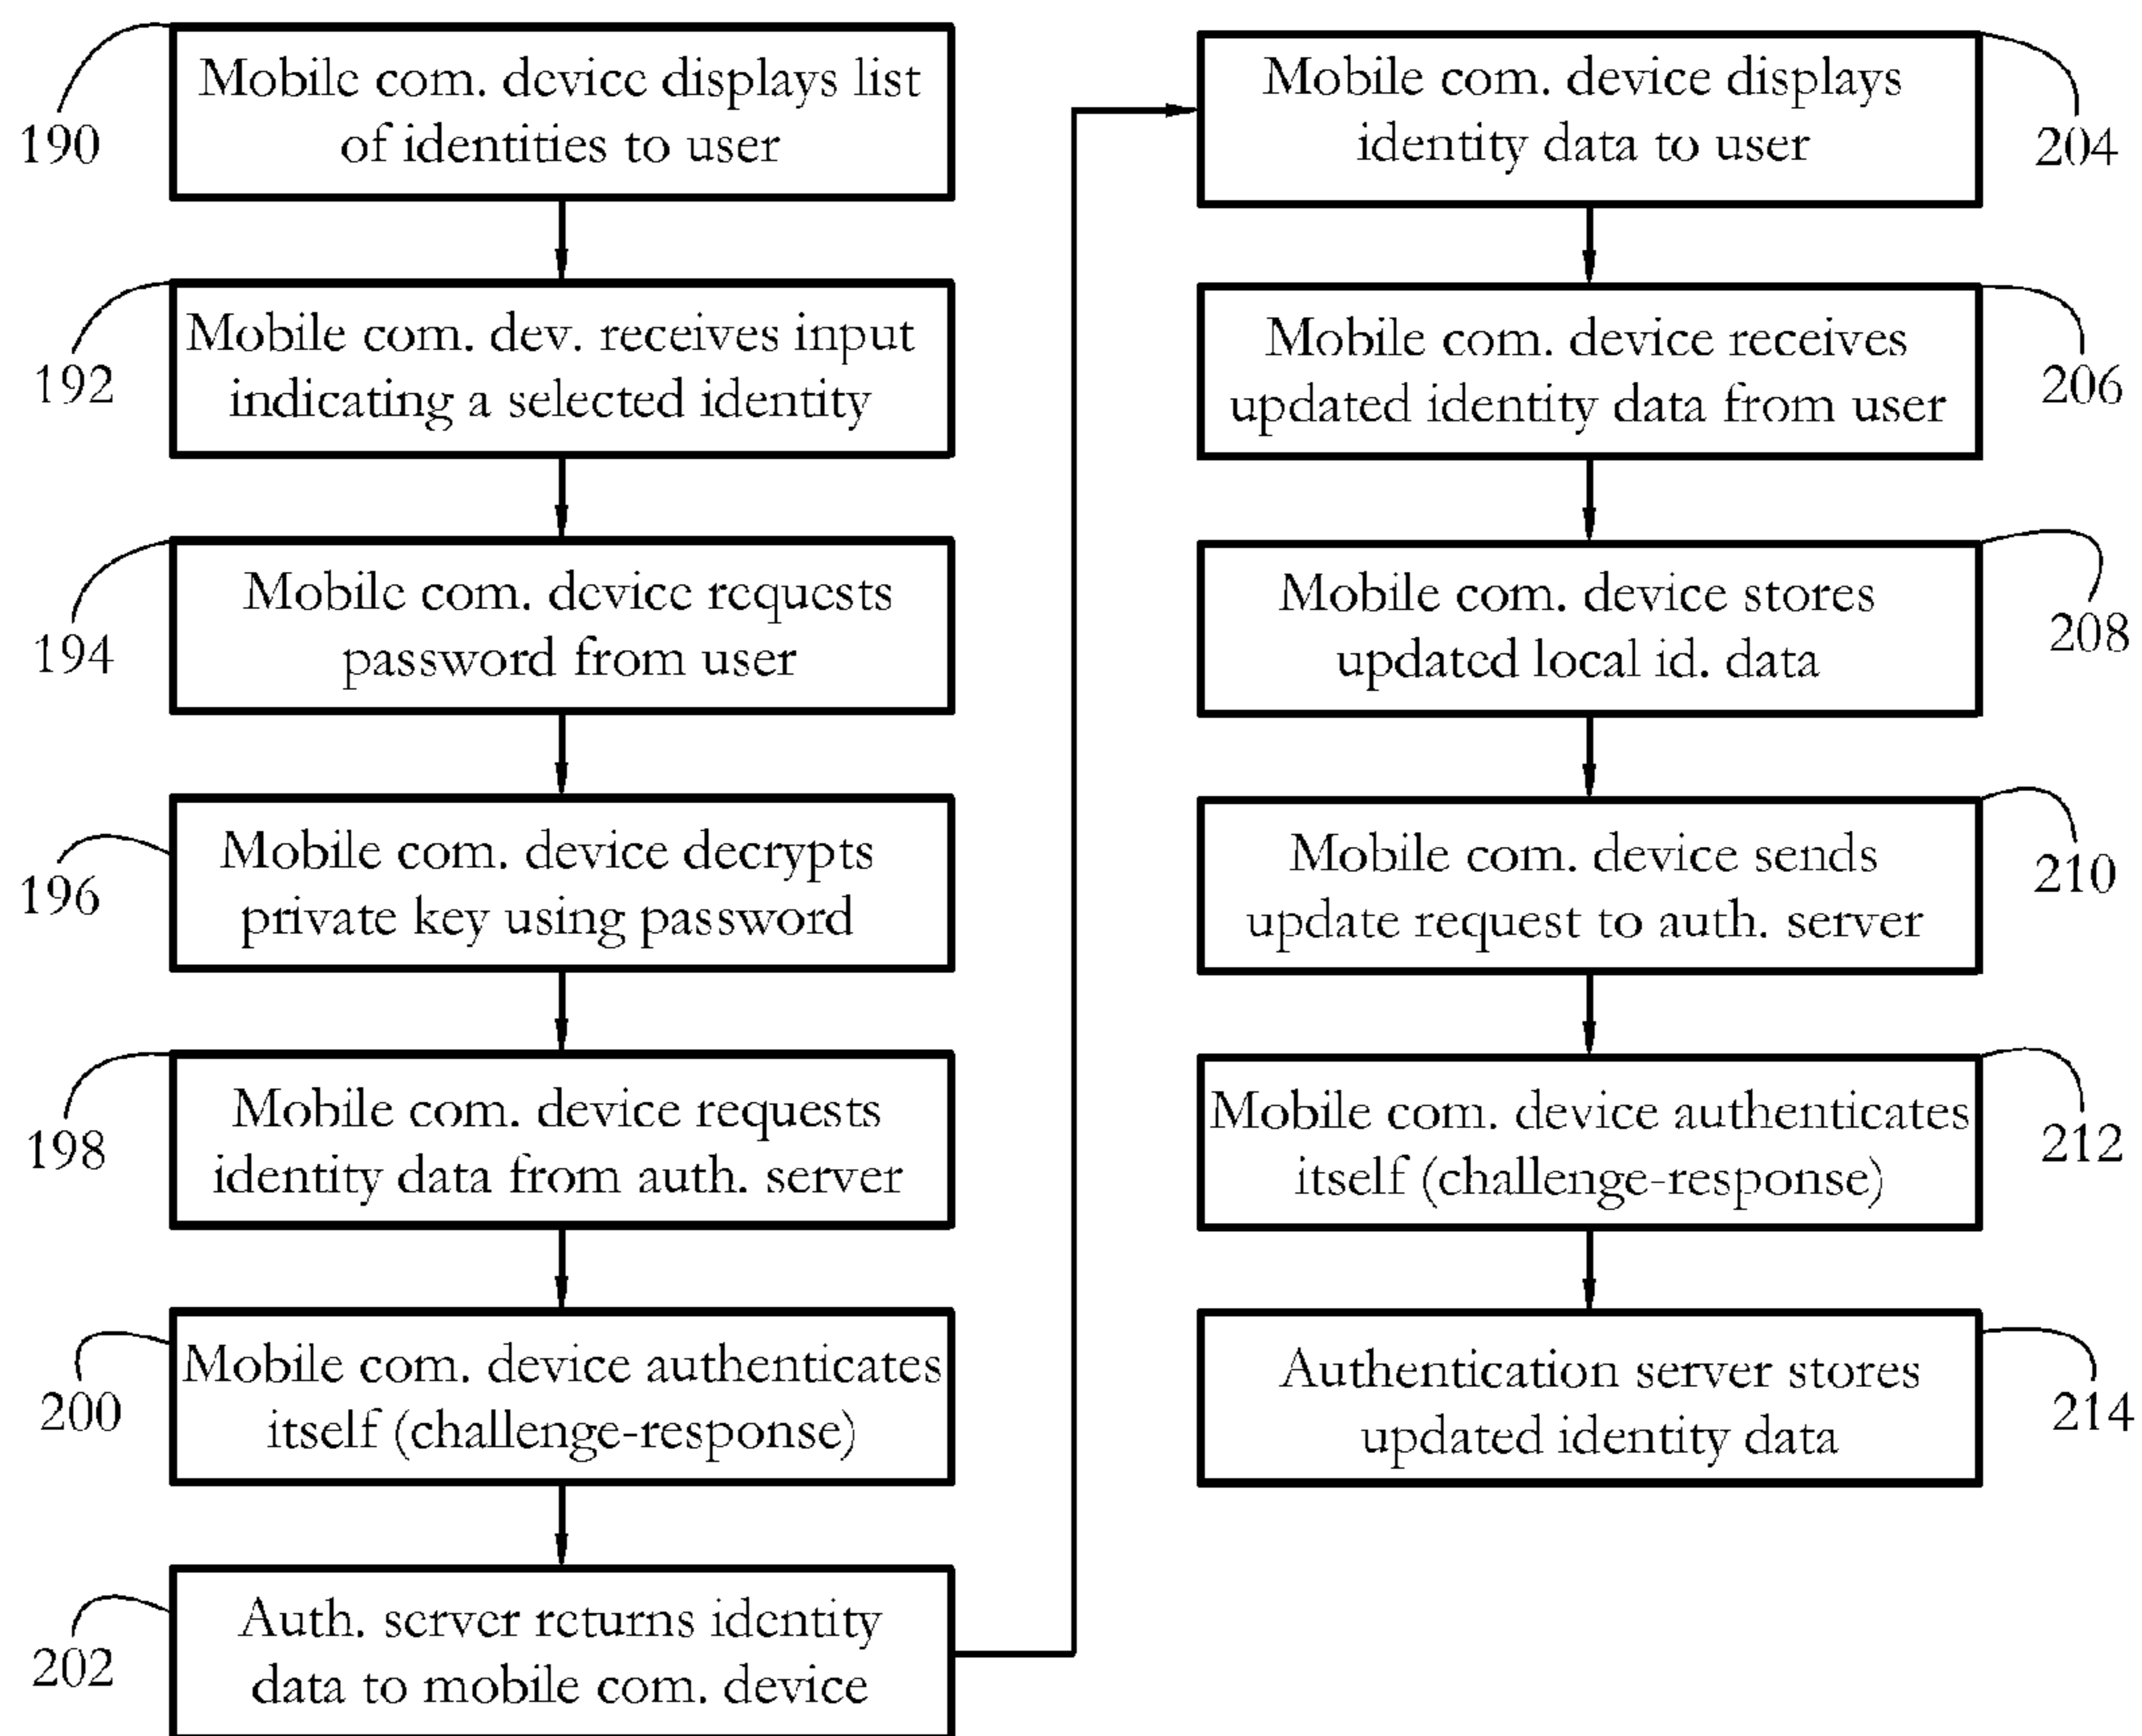 190
Mobile com. device displays list
of identities to user
192
Mobile com. dev. receives input
indicating a selected identity
194
Mobile com. device requests
password from user
196
Mobile com. device decrypts
private key using password
198
Mobile com. device requests
identity data from auth. server
200
Mobile com. device authenticates
itself (challenge-response)
202
Auth. server returns identity
data to mobile com. device
204
Mobile com. device displays
identity data to user
206
Mobile com. device receives
updated identity data from user
208
Mobile com. device stores
updated local id. data
210
Mobile com. device sends
update request to auth. server
212
Mobile com. device authenticates
itself (challenge-response)
214
Authentication server stores
updated identity data